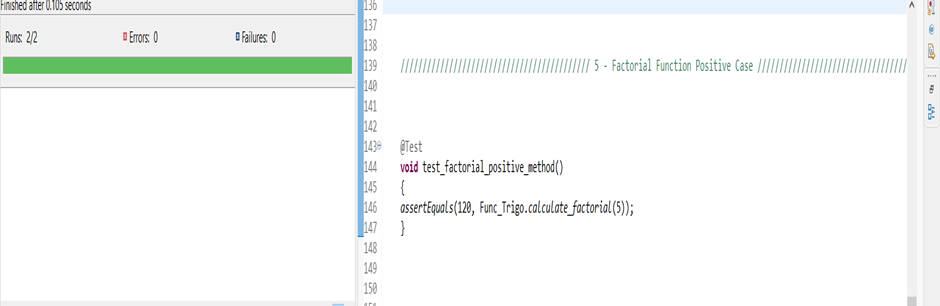 Finished after 0.105 seconds
Runs: 2/2 Errors: 0 Failures: 0
136
137
138
139 ////////////////////////////////////////// 5 - Factorial Function Positive Case /////////////////////////////////
140
141
142
143 @Test
144 void test_factorial_positive_method()
145 {
146 assertEquals(120, Func_Trigo.calculate_factorial(5));
147 }
148
149
150